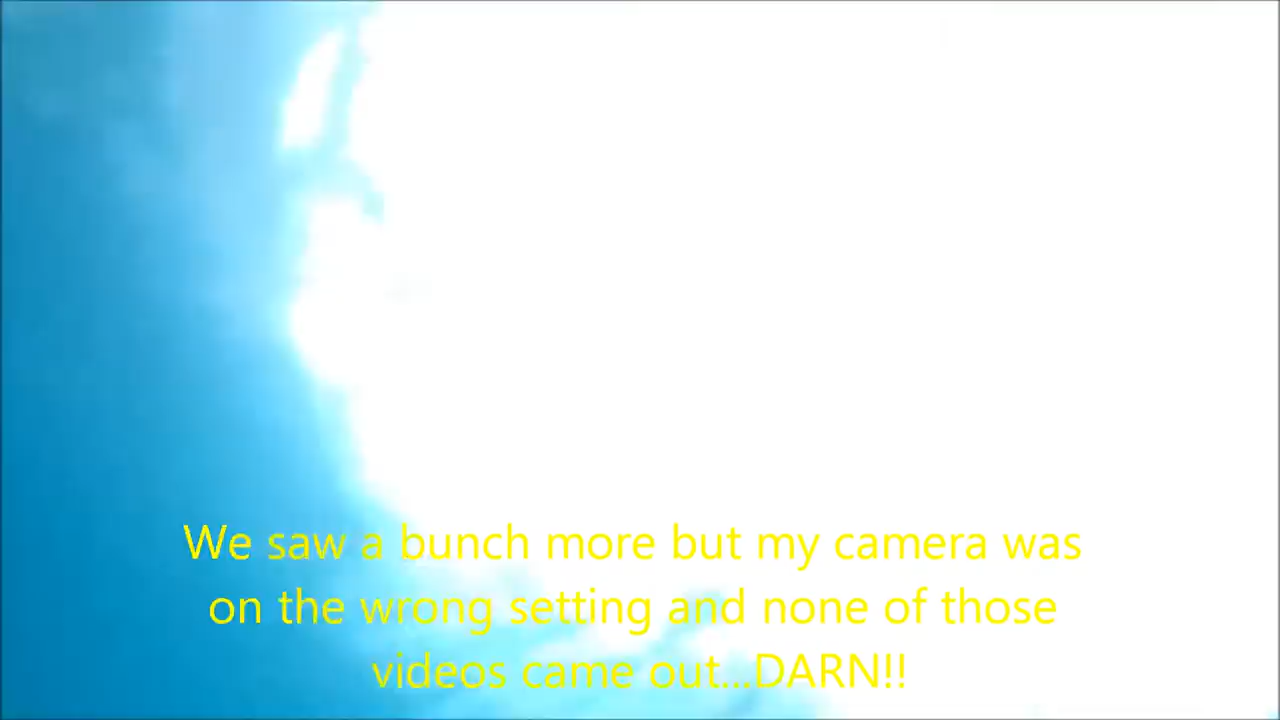 We saw a bunch more but my camera was
on the wrong setting and none of those
videos came out...DARN!!